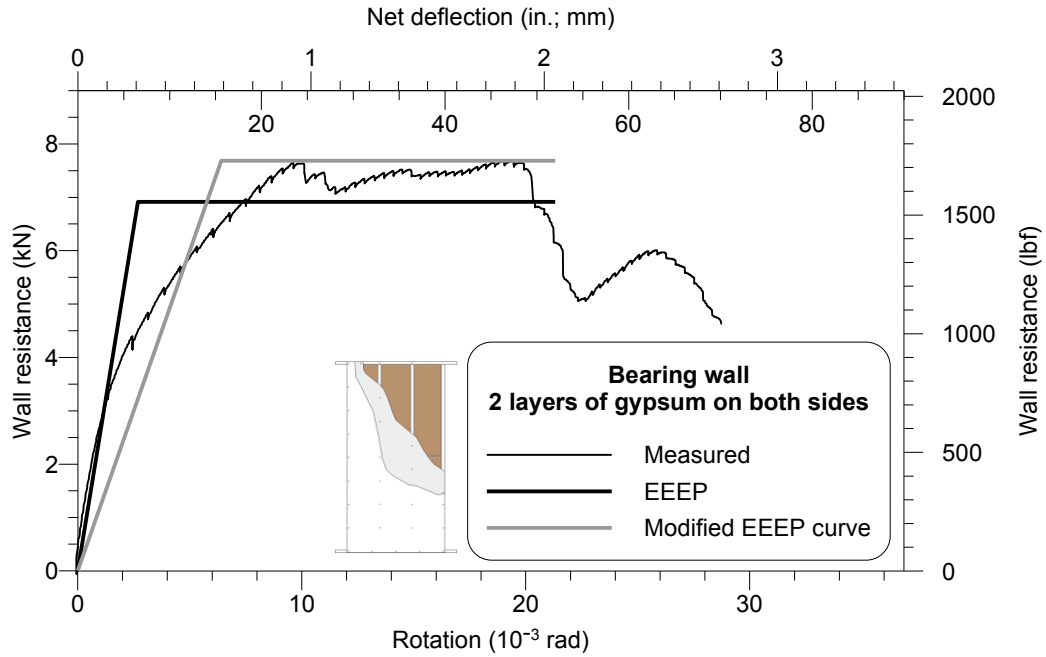 Net deflection (in.; mm)
0 1 2 3
20 40 60 80
8
6
4
2
0
Wall resistance (kN)
2000
1500
1000
500
0
Wall resistance (lbf)
Bearing wall
2 layers of gypsum on both sides
Measured
EEEP
Modified EEEP curve
0 10 20 30
Rotation (10⁻³ rad)